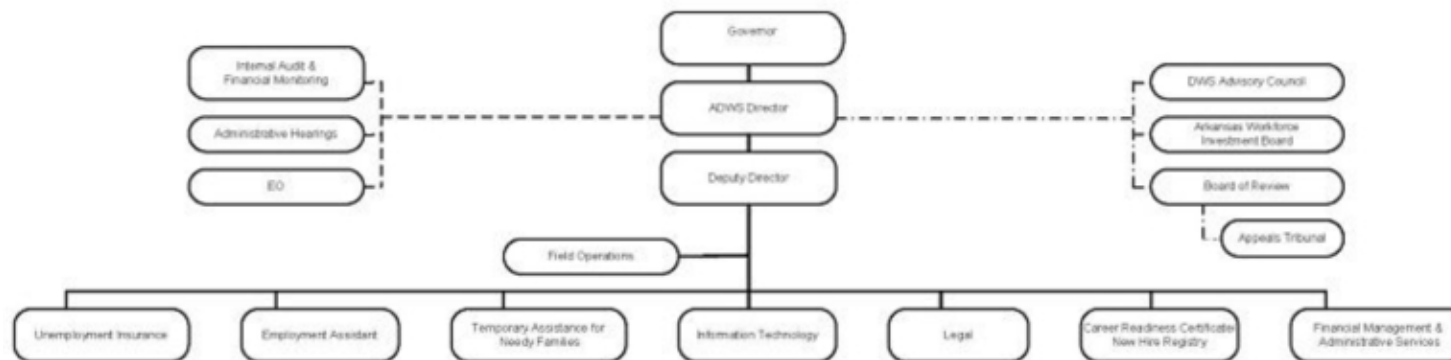 Governor
Internal Audit &
Financial Monitoring
ADWS Director
DWS Advisory Council
Administrative Hearings
Arkansas Workforce
Investment Board
EO
Deputy Director
Board of Review
Field Operations
Appeals Tribunal
Unemployment Insurance
Employment Assistant
Temporary Assistance for
Needy Families
Information Technology
Legal
Career Readiness Certificate
New Hire Registry
Financial Management &
Administrative Services